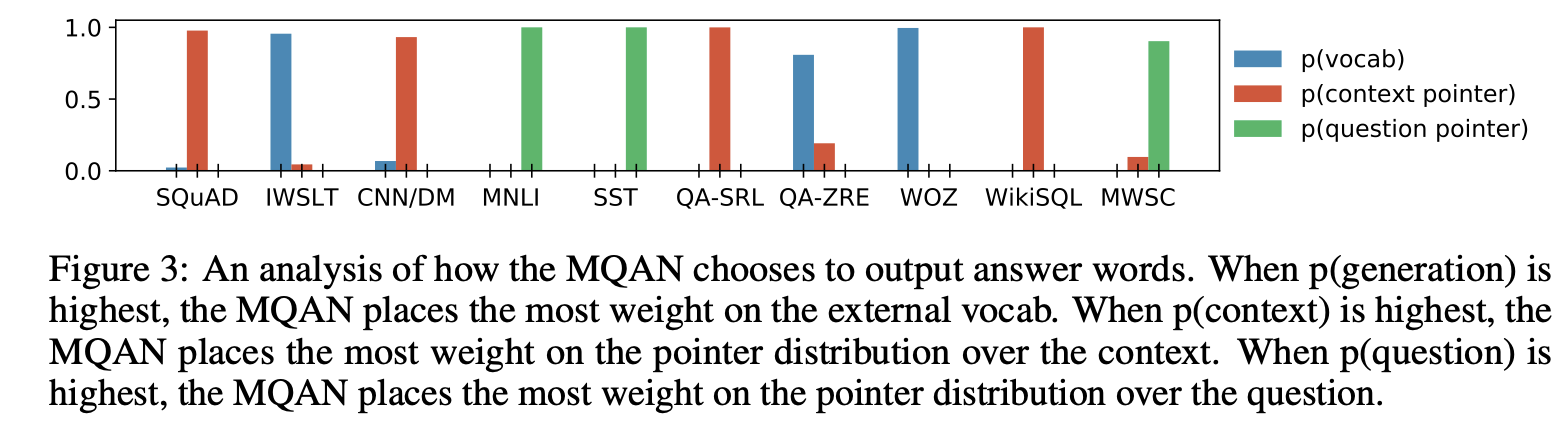 1.0
0.5
0.0
SQuAD IWSLT CNN/DM MNLI SST QA-SRL QA-ZRE WOZ WikiSQL MWSC
p(vocab)
p(context pointer)
p(question pointer)
Figure 3: An analysis of how the MQAN chooses to output answer words. When p(generation) is
highest, the MQAN places the most weight on the external vocab. When p(context) is highest, the
MQAN places the most weight on the pointer distribution over the context. When p(question) is
highest, the MQAN places the most weight on the pointer distribution over the question.